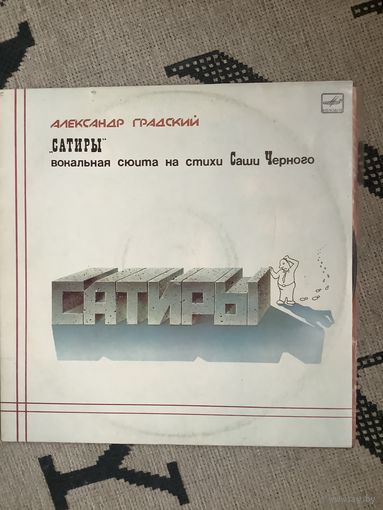 АЛЕКСАНДР ГРАДСКИЙ
„САТИРЫ"
вокальная сюита на стихи Саши Черного
САТИРЫ